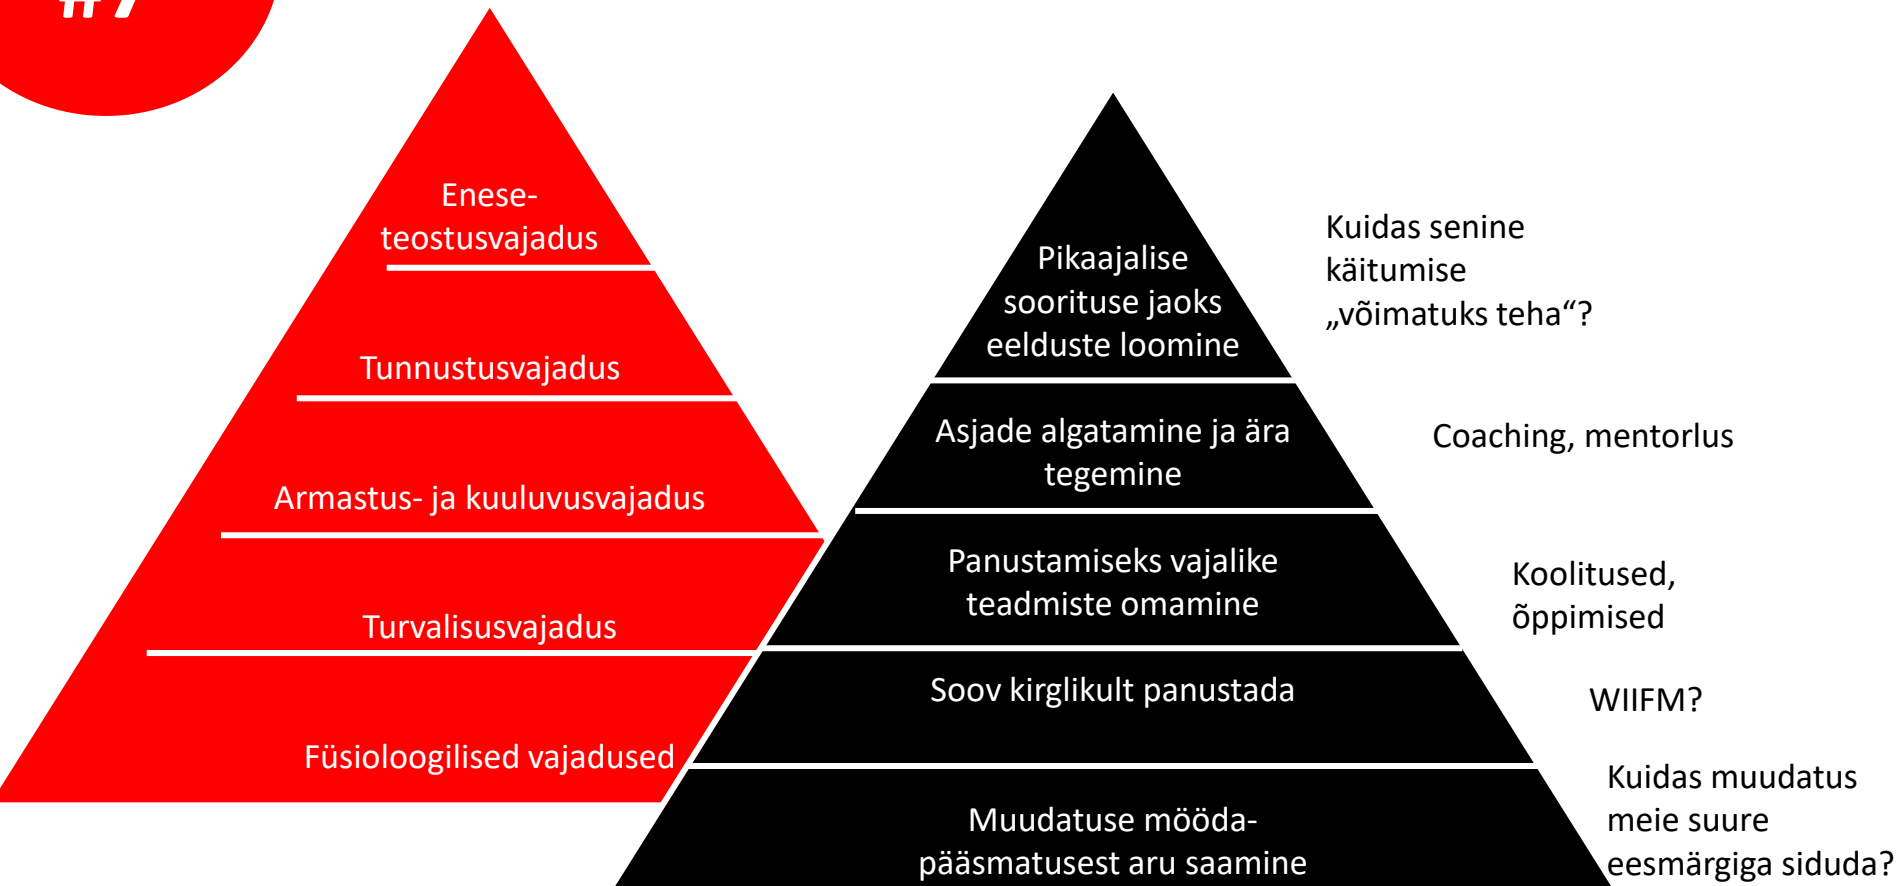 #7
Enese-
teostusvajadus
Tunnustusvajadus
Armastus- ja kuuluvusvajadus
Turvalisusvajadus
Füsioloogilised vajadused
Pikaajalise
soorituse jaoks
eelduste loomine
Asjade algatamine ja ära
tegemine
Panustamiseks vajalike
teadmiste omamine
Soov kirglikult panustada
Muudatuse mööda-
pääsmatusest aru saamine
Kuidas senine
käitumise
„võimatuks teha“?
Coaching, mentorlus
Koolitused,
õppimised
WIIFM?
Kuidas muudatus
meie suure
eesmärgiga siduda?